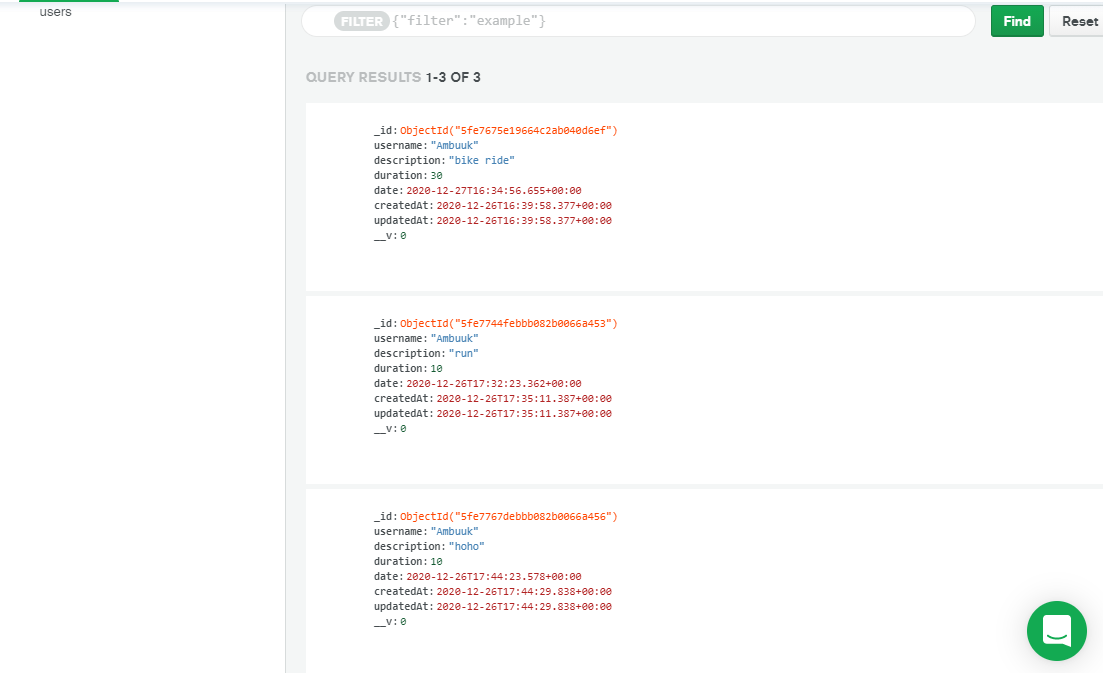 users
FILTER {"filter":"example"}
Find
Reset
QUERY RESULTS 1-3 OF 3
_id: ObjectId("5fe7675e19664c2ab040d6ef")
username: "Ambuuk"
description: "bike ride"
duration: 30
date: 2020-12-27T16:34:56.655+00:00
createdAt: 2020-12-26T16:39:58.377+00:00
updatedAt: 2020-12-26T16:39:58.377+00:00
__v: 0
_id: ObjectId("5fe7744febbb082b0066a453")
username: "Ambuuk"
description: "run"
duration: 10
date: 2020-12-26T17:32:23.362+00:00
createdAt: 2020-12-26T17:35:11.387+00:00
updatedAt: 2020-12-26T17:35:11.387+00:00
__v: 0
_id: ObjectId("5fe7767debbb082b0066a456")
username: "Ambuuk"
description: "hoho"
duration: 10
date: 2020-12-26T17:44:23.578+00:00
createdAt: 2020-12-26T17:44:29.838+00:00
updatedAt: 2020-12-26T17:44:29.838+00:00
__v: 0